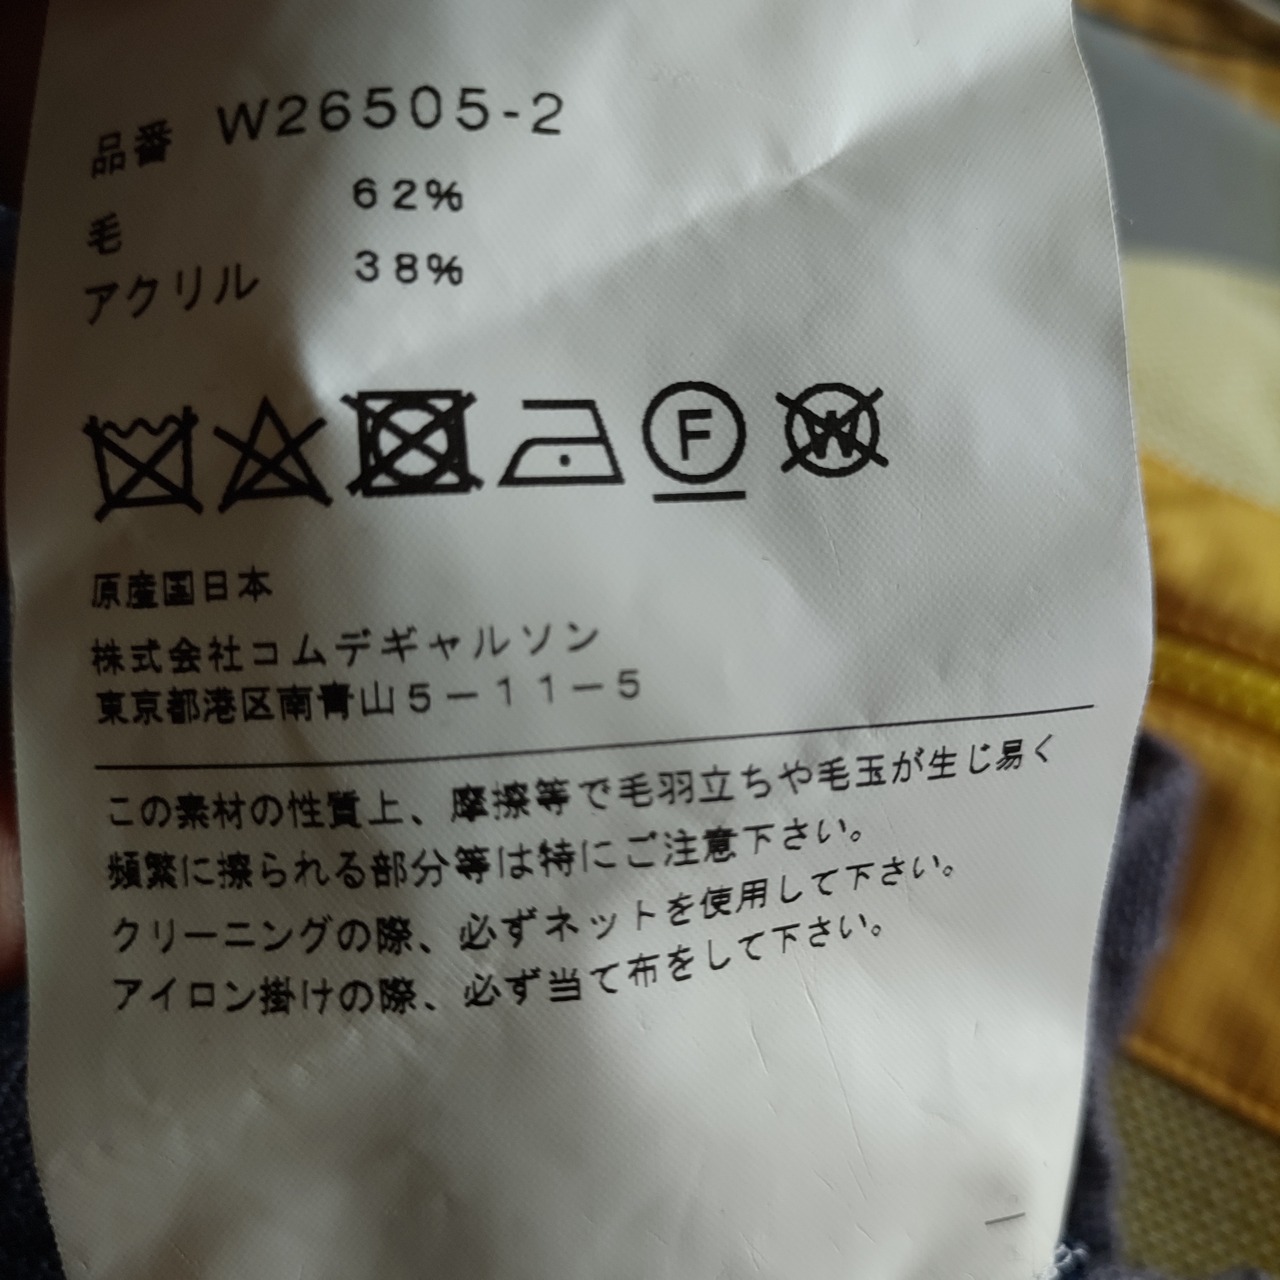 品番 W26505-2
毛 62%
アクリル 38%
F W
原産国日本
株式会社コムデギャルソン
東京都港区南青山5-11-5
この素材の性質上、摩擦等で毛羽立ちや毛玉が生じ易く
頻繁に擦られる部分等は特にご注意下さい。
クリーニングの際、必ずネットを使用して下さい。
アイロン掛けの際、必ず当て布をして下さい。